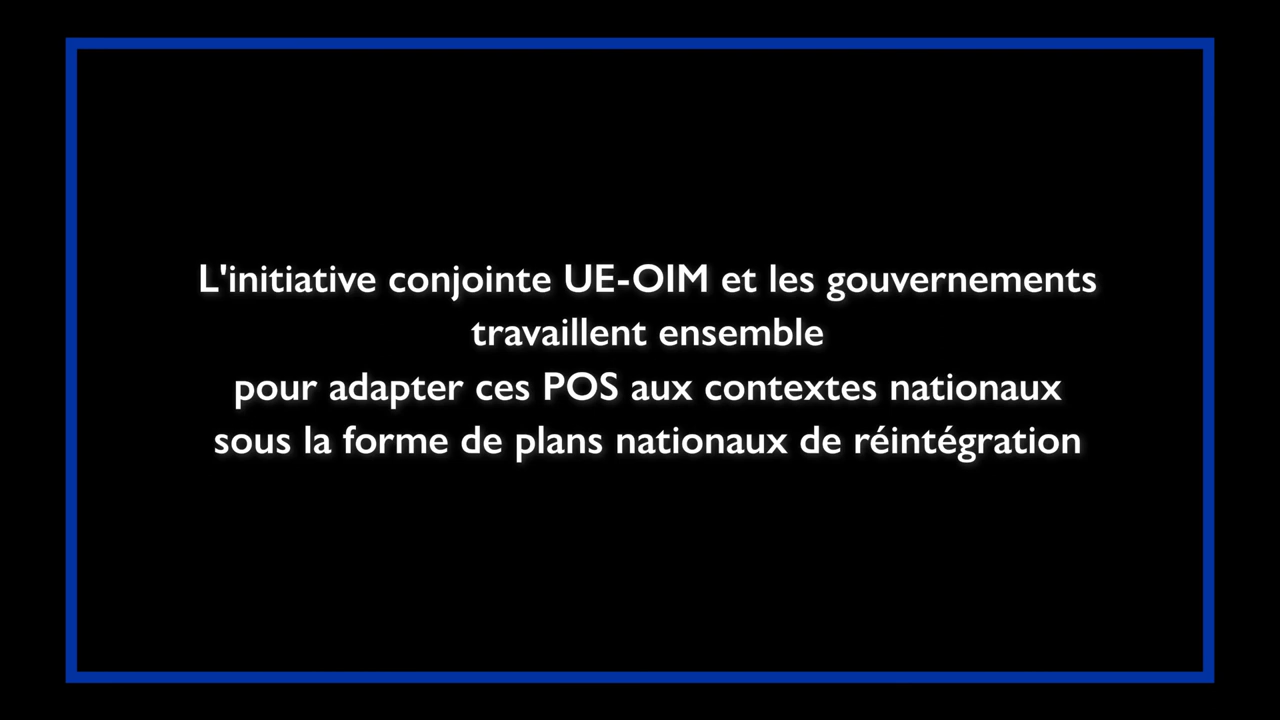 L'initiative conjointe UE-OIM et les gouvernements
travaillent ensemble
pour adapter ces POS aux contextes nationaux
sous la forme de plans nationaux de réintégration